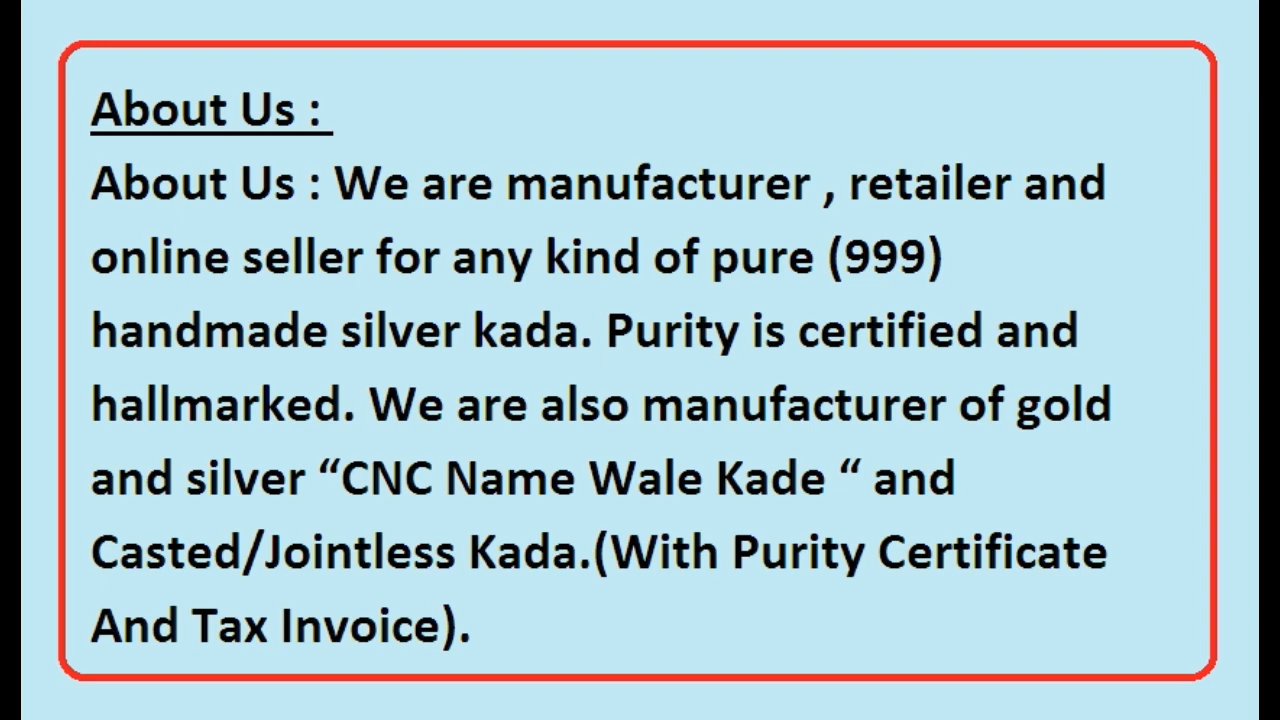 About Us :
About Us : We are manufacturer , retailer and
online seller for any kind of pure (999)
handmade silver kada. Purity is certified and
hallmarked. We are also manufacturer of gold
and silver “CNC Name Wale Kade “ and
Casted/Jointless Kada.(With Purity Certificate
And Tax Invoice).